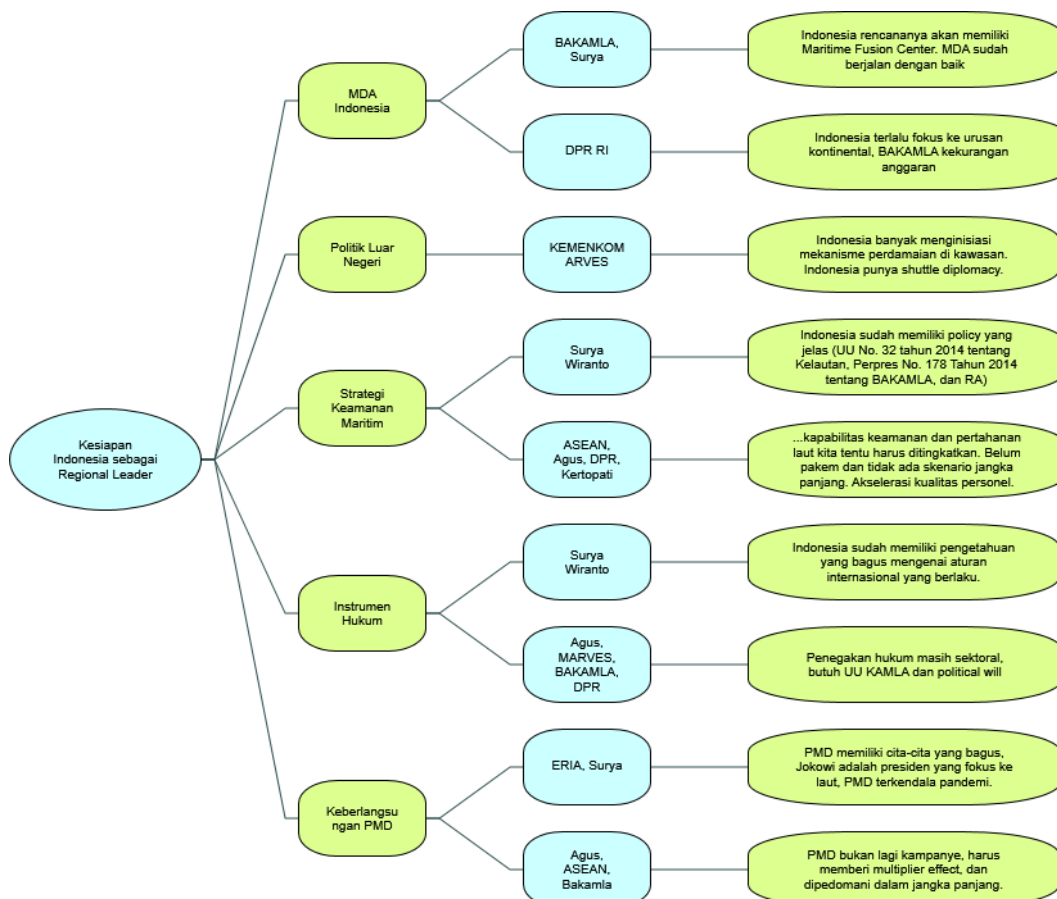 Kesiapan
Indonesia sebagai
Regional Leader
MDA
Indonesia
BAKAMLA,
Surya
Indonesia rencananya akan memiliki
Maritime Fusion Center. MDA sudah
berjalan dengan baik
DPR RI
Indonesia terlalu fokus ke urusan
kontinental, BAKAMLA kekurangan
anggaran
Politik Luar
Negeri
KEMENKOM
ARVES
Indonesia banyak menginisiasi
mekanisme perdamaian di kawasan.
Indonesia punya shuttle diplomacy.
Strategi
Keamanan
Maritim
Surya
Wiranto
Indonesia sudah memiliki policy yang
jelas (UU No. 32 tahun 2014 tentang
Kelautan, Perpres No. 178 Tahun 2014
tentang BAKAMLA, dan RA)
ASEAN,
Agus, DPR,
Kertopati
...kapabilitas keamanan dan pertahanan
laut kita tentu harus ditingkatkan. Belum
pakem dan tidak ada skenario jangka
panjang. Akselerasi kualitas personel.
Instrumen
Hukum
Surya
Wiranto
Indonesia sudah memiliki pengetahuan
yang bagus mengenai aturan
internasional yang berlaku.
Agus,
MARVES,
BAKAMLA,
DPR
Penegakan hukum masih sektoral,
butuh UU KAMLA dan political will
Keberlangsu
ngan PMD
ERIA, Surya
PMD memiliki cita-cita yang bagus,
Jokowi adalah presiden yang fokus ke
laut, PMD terkendala pandemi.
Agus,
ASEAN,
Bakamla
PMD bukan lagi kampanye, harus
memberi multiplier effect, dan
dipedomani dalam jangka panjang.